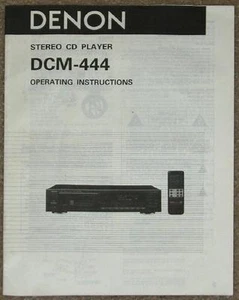 DENON
STEREO CD PLAYER
DCM-444
OPERATING INSTRUCTIONS